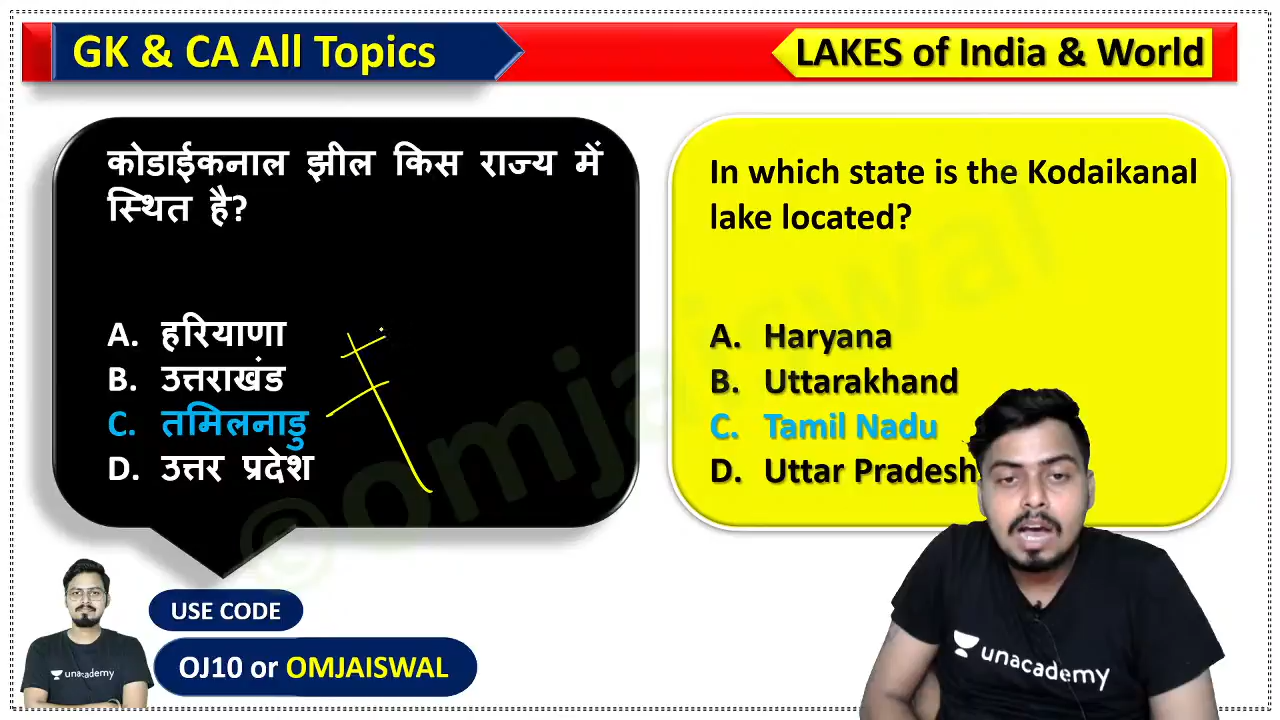 GK & CA All Topics
LAKES of India & World
कोडाईकनाल झील किस राज्य में
स्थित है?
A. हरियाणा
B. उत्तराखंड
C. तमिलनाडु
D. उत्तर प्रदेश
In which state is the Kodaikanal
lake located?
A. Haryana
B. Uttarakhand
C. Tamil Nadu
D. Uttar Pradesh
©omjaiswal
USE CODE
OJ10 or OMJAISWAL
unacademy
unacademy